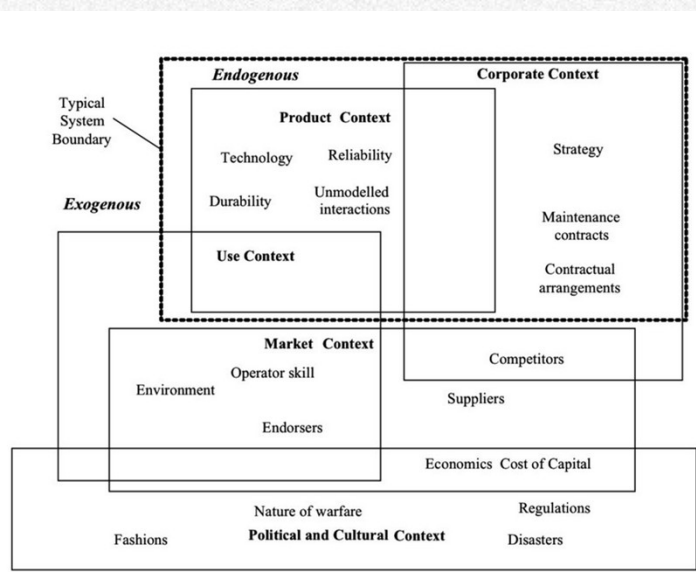 Endogenous
Corporate Context
Typical
System
Boundary
Product Context
Technology
Reliability
Strategy
Durability
Unmodelled
interactions
Exogenous
Maintenance
contracts
Use Context
Contractual
arrangements
Market Context
Competitors
Operator skill
Environment
Suppliers
Endorsers
Economics Cost of Capital
Nature of warfare
Regulations
Fashions
Political and Cultural Context
Disasters